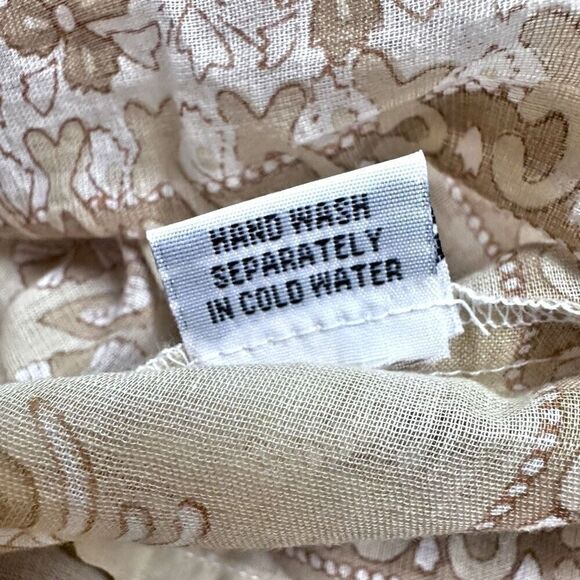 HAND WASH
SEPARATELY
IN COLD WATER